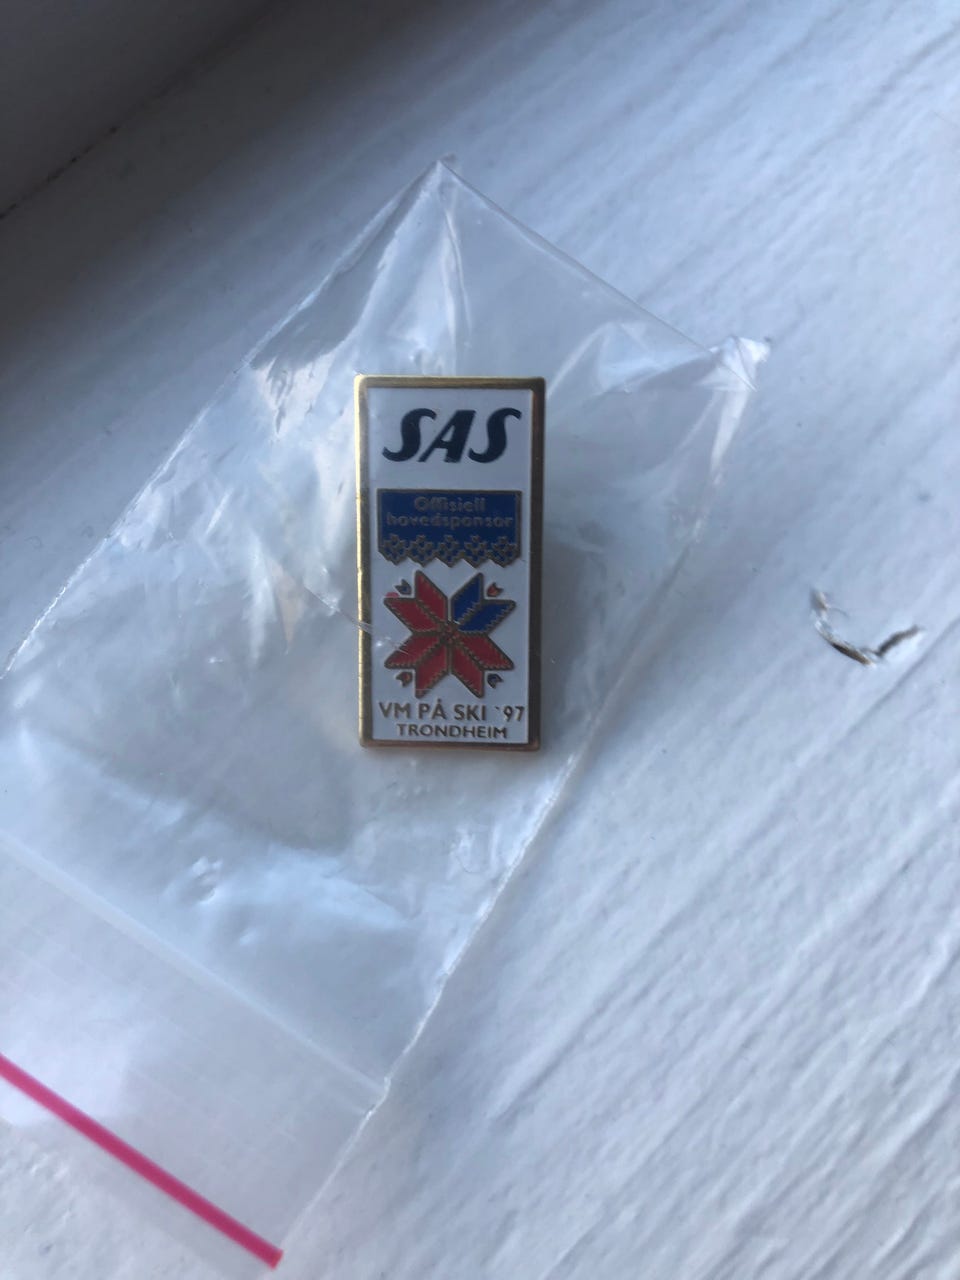 SAS
Offisiell
hovedsponsor
VM PÅ SKI '97
TRONDHEIM